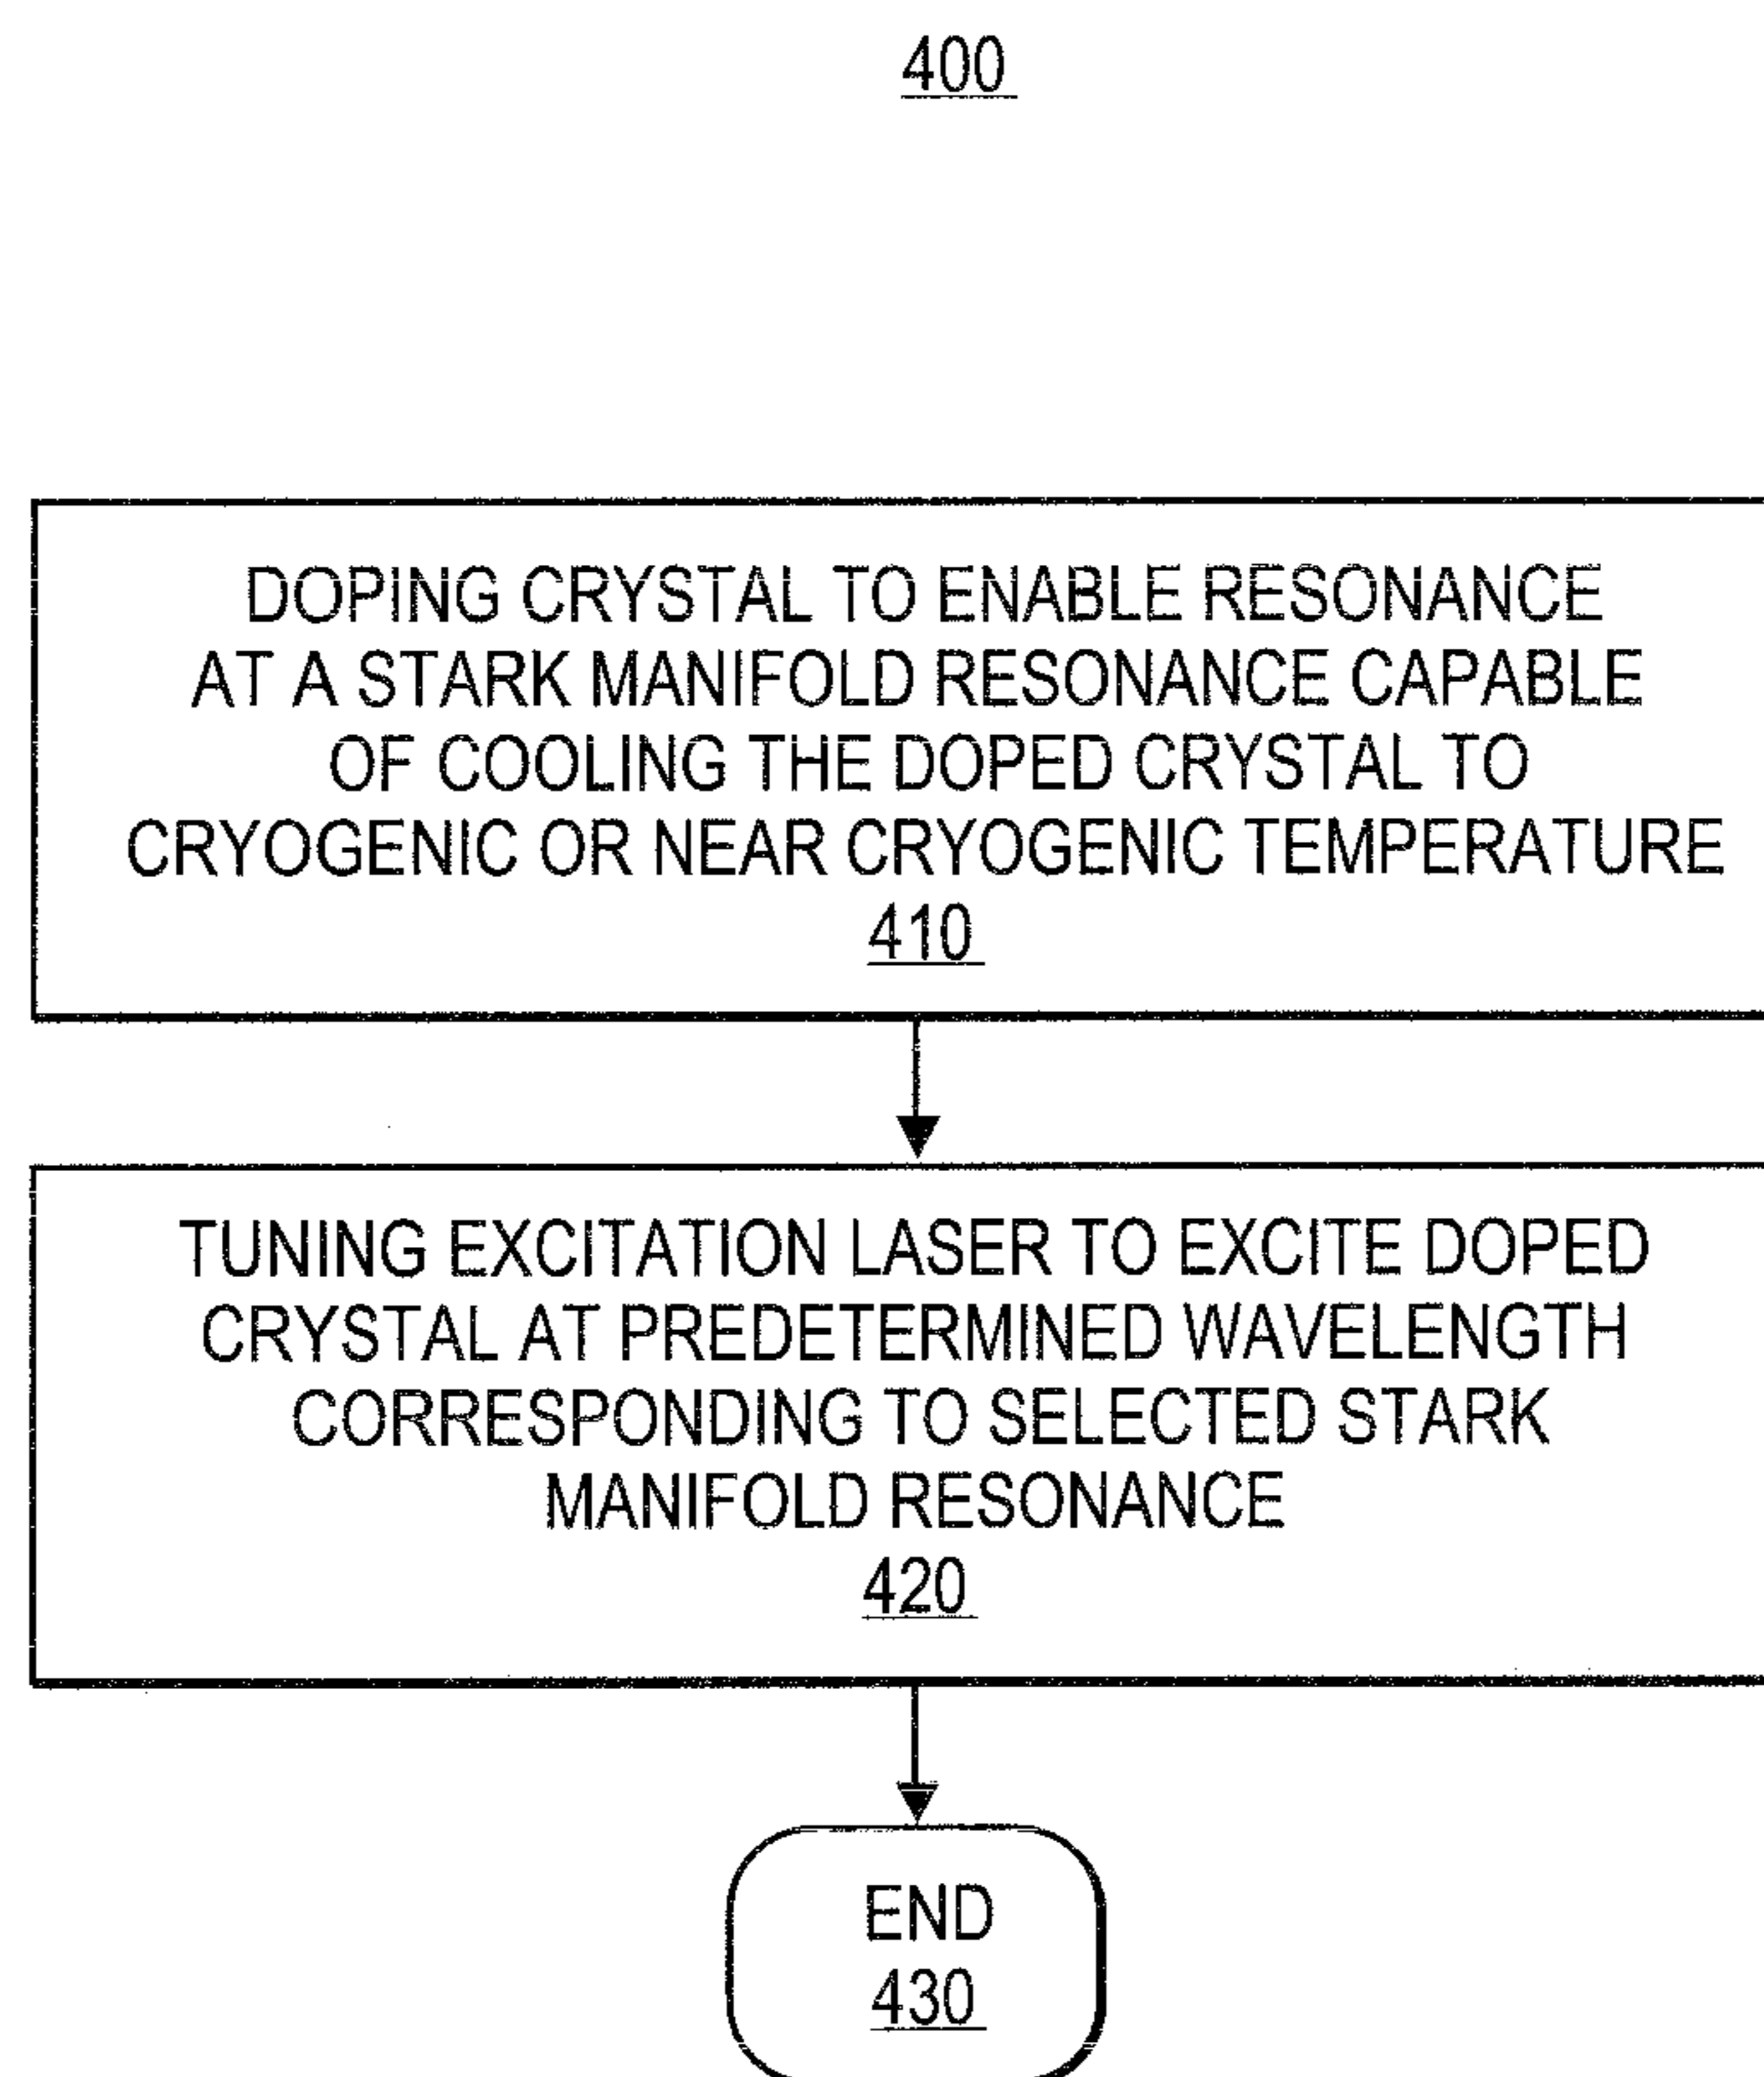 400
DOPING CRYSTAL TO ENABLE RESONANCE
AT A STARK MANIFOLD RESONANCE CAPABLE
OF COOLING THE DOPED CRYSTAL TO
CRYOGENIC OR NEAR CRYOGENIC TEMPERATURE
410
TUNING EXCITATION LASER TO EXCITE DOPED
CRYSTAL AT PREDETERMINED WAVELENGTH
CORRESPONDING TO SELECTED STARK
MANIFOLD RESONANCE
420
END
430